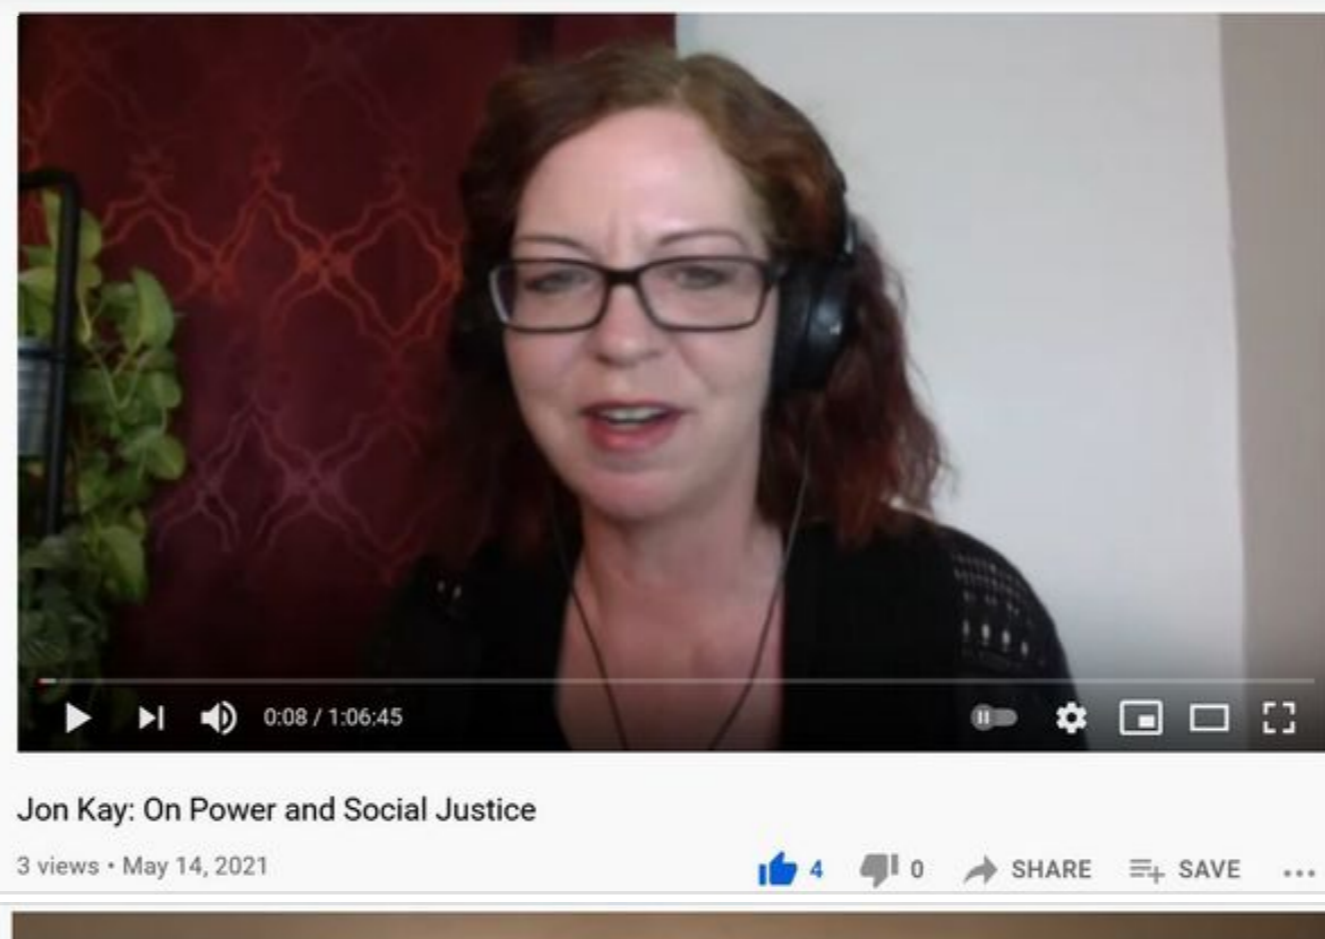 0:08 / 1:06:45
Jon Kay: On Power and Social Justice
3 views • May 14, 2021
4
0
SHARE
SAVE